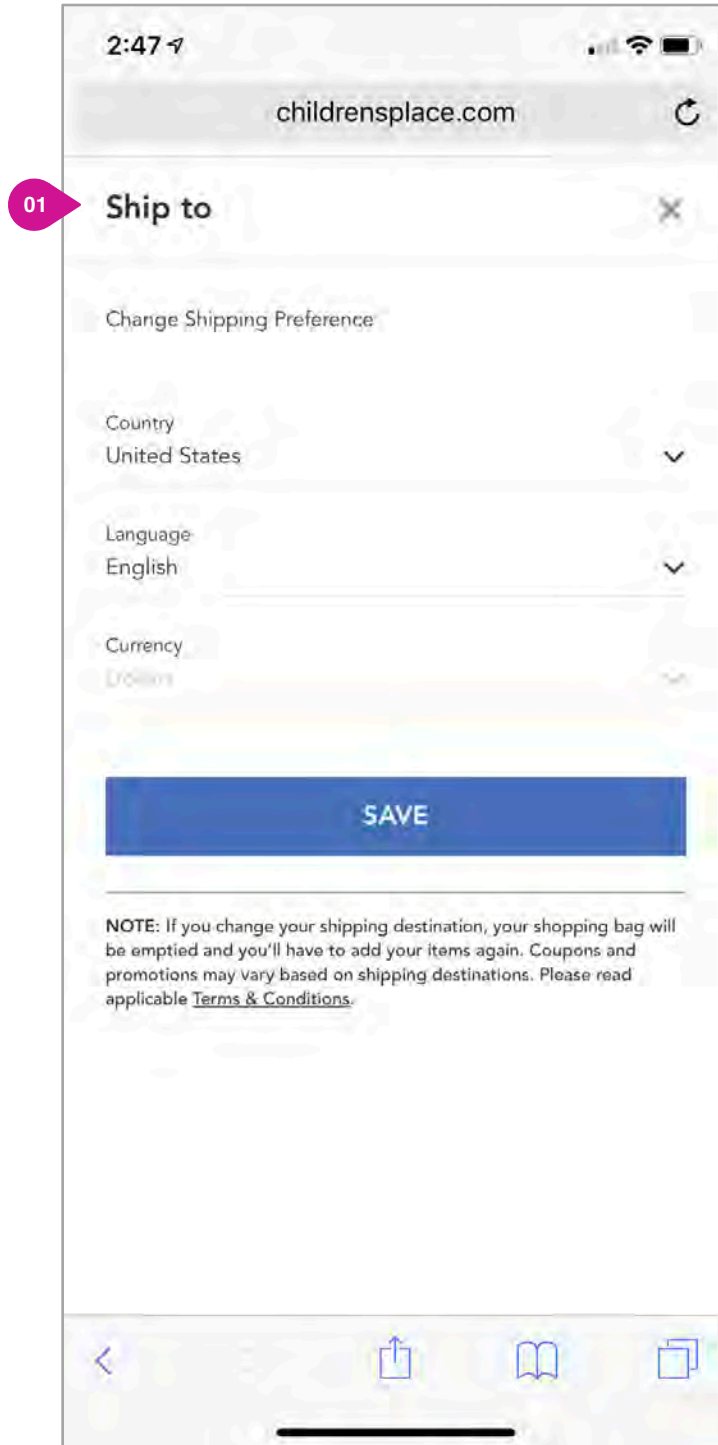 2:47
childrensplace.com
01
Ship to
Change Shipping Preference
Country
United States
Language
English
Currency
Dollars
SAVE
NOTE: If you change your shipping destination, your shopping bag will
be emptied and you'll have to add your items again. Coupons and
promotions may vary based on shipping destinations. Please read
applicable Terms & Conditions.